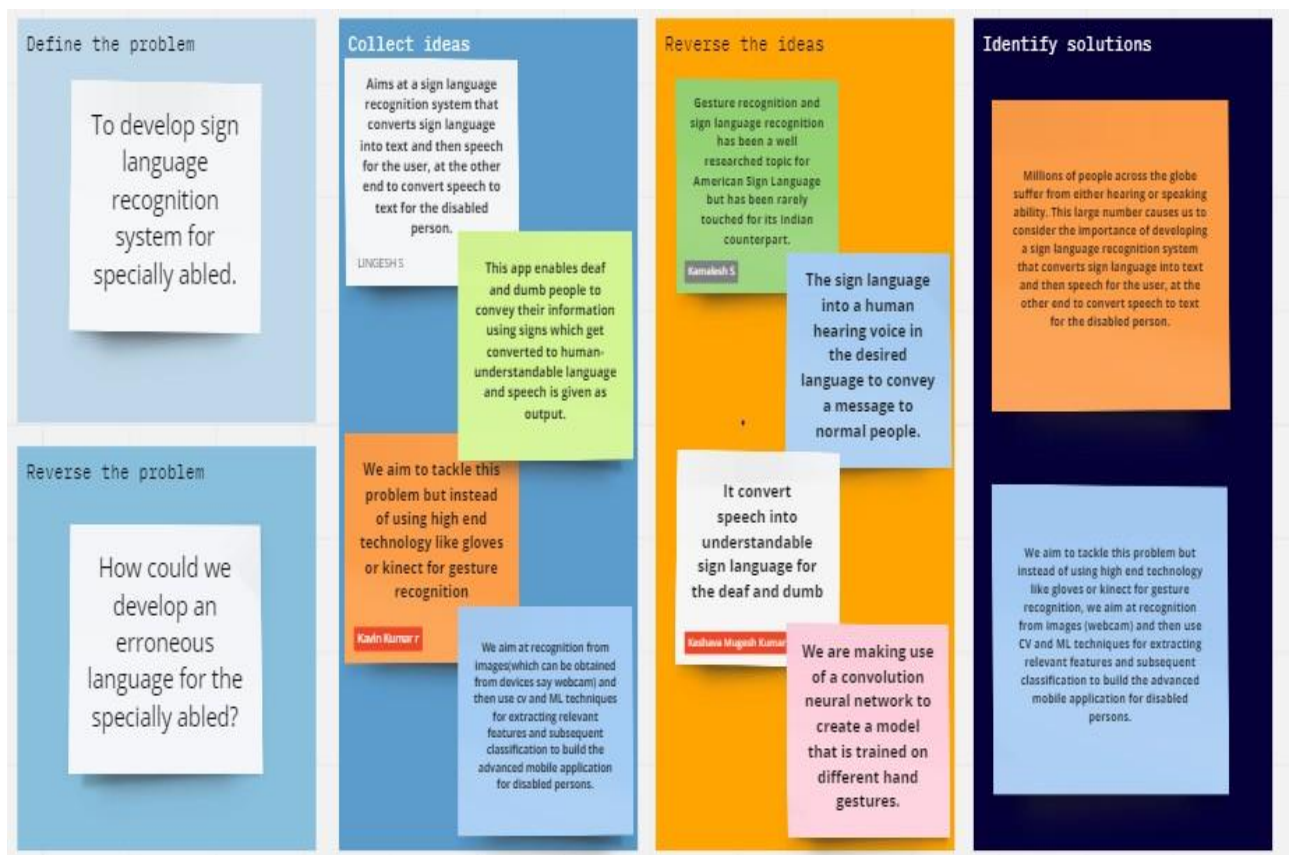 Define the problem
To develop sign
language
recognition
system for
specially abled.
Reverse the problem
How could we
develop an
erroneous
language for the
specially abled?
Collect ideas
Aims at a sign language
recognition system that
converts sign language
into text and then speech
for the user, at the other
end to convert speech to
text for the disabled
person.
LINGESH S
This app enables deaf
and dumb people to
convey their information
using signs which get
converted to human-
understandable language
and speech is given as
output.
We aim to tackle this
problem but instead
of using high end
technology like gloves
or kinect for gesture
recognition
Kavin Kumar r
We aim at recognition from
images(which can be obtained
from devices say webcam) and
then use cv and ML techniques
for extracting relevant
features and subsequent
classification to build the
advanced mobile application
for disabled persons.
Reverse the ideas
Gesture recognition and
sign language recognition
has been a well
researched topic for
American Sign Language
but has been rarely
touched for its Indian
counterpart.
Kamalesh S
The sign language
into a human
hearing voice in
the desired
language to convey
a message to
normal people.
It convert
speech into
understandable
sign language for
the deaf and dumb
Keshava Mugesh Kumar
We are making use
of a convolution
neural network to
create a model
that is trained on
different hand
gestures.
Identify solutions
Millions of people across the globe
suffer from either hearing or speaking
ability. This large number causes us to
consider the importance of developing
a sign language recognition system
that converts sign language into text
and then speech for the user, at the
other end to convert speech to text
for the disabled person.
We aim to tackle this problem but
instead of using high end technology
like gloves or kinect for gesture
recognition, we aim at recognition
from images (webcam) and then use
CV and ML techniques for extracting
relevant features and subsequent
classification to build the advanced
mobile application for disabled
persons.